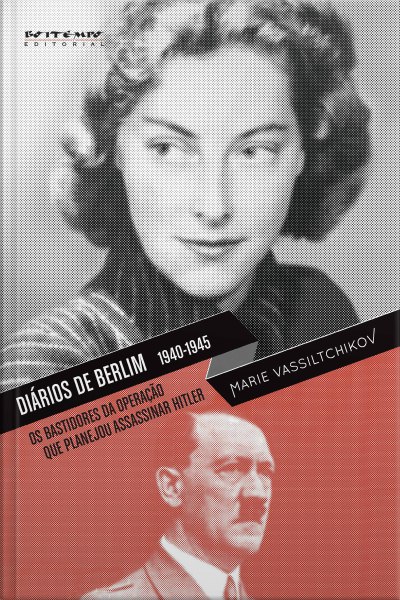 BOITEMPO
EDITORIAL
DIÁRIOS DE BERLIM 1940-1945
MARIE VASSILTCHIKOV
OS BASTIDORES DA OPERAÇÃO
QUE PLANEJOU ASSASSINAR HITLER